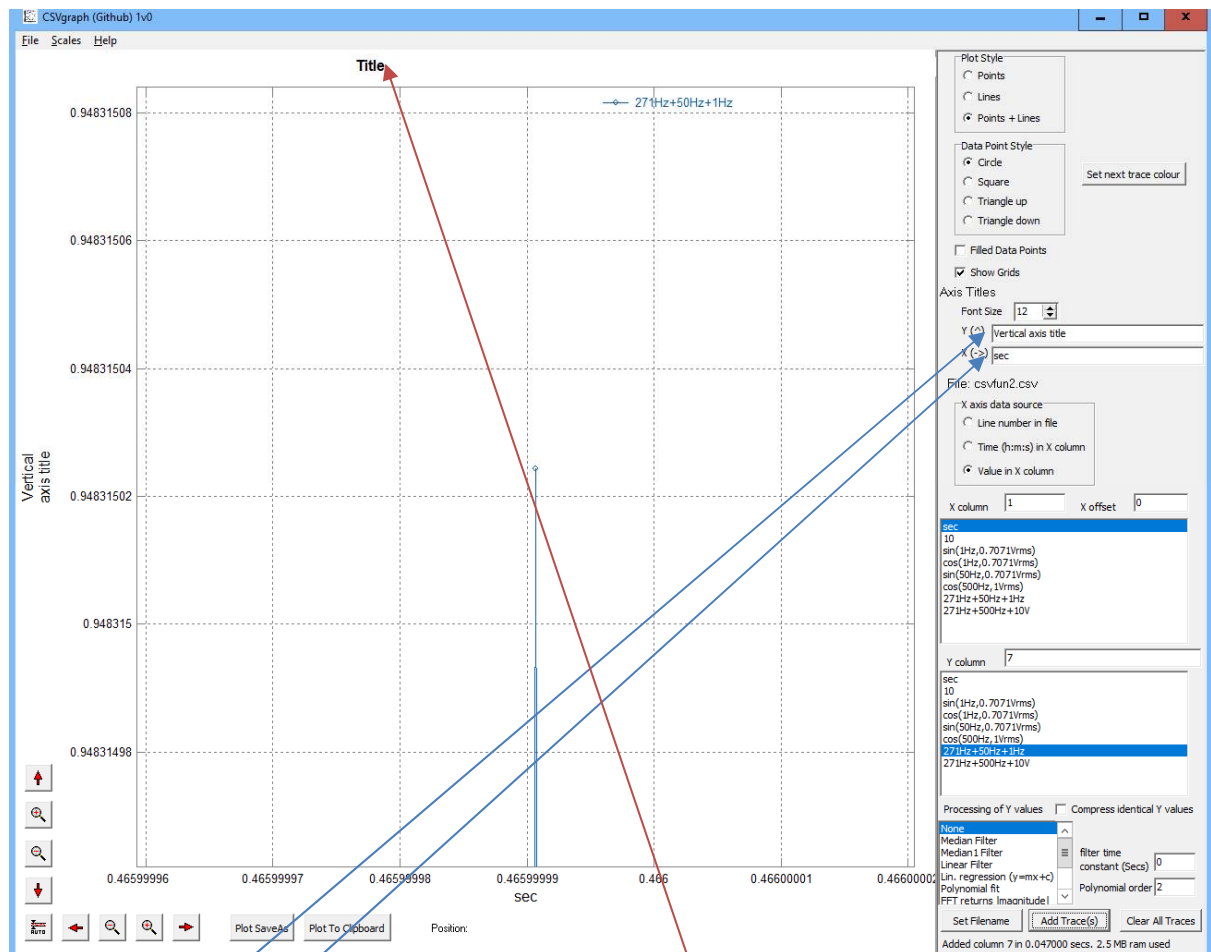 CSVgraph (Github) 1v0
File Scales Help
Title
271Hz+50Hz+1Hz
0.94831508
0.94831506
0.94831504
0.94831502
0.948315
0.94831498
Vertical
axis title
0.46599996
0.46599997
0.46599998
0.46599999
0.466
0.46600001
0.46600002
sec
AUTO
Plot SaveAs
Plot To Clipboard
Position:
Plot Style
Points
Lines
Points + Lines
Data Point Style
Circle
Square
Triangle up
Triangle down
Set next trace colour
Filled Data Points
Show Grids
Axis Titles
Font Size 12
Y (^) Vertical axis title
X (->) sec
File: csvfun2.csv
X axis data source
Line number in file
Time (h:m:s) in X column
Value in X column
X column 1 X offset 0
sec
10
sin(1Hz,0.7071Vrms)
cos(1Hz,0.7071Vrms)
sin(50Hz,0.7071Vrms)
cos(500Hz,1Vrms)
271Hz+50Hz+1Hz
271Hz+500Hz+10V
Y column 7
sec
10
sin(1Hz,0.7071Vrms)
cos(1Hz,0.7071Vrms)
sin(50Hz,0.7071Vrms)
cos(500Hz,1Vrms)
271Hz+50Hz+1Hz
271Hz+500Hz+10V
Processing of Y values Compress identical Y values
None
Median Filter
Median1 Filter
Linear Filter
Lin. regression (y=mx+c)
Polynomial fit
FFT returns |magnitude|
filter time
constant (Secs) 0
Polynomial order 2
Set Filename
Add Trace(s)
Clear All Traces
Added column 7 in 0.047000 secs. 2.5 MB ram used